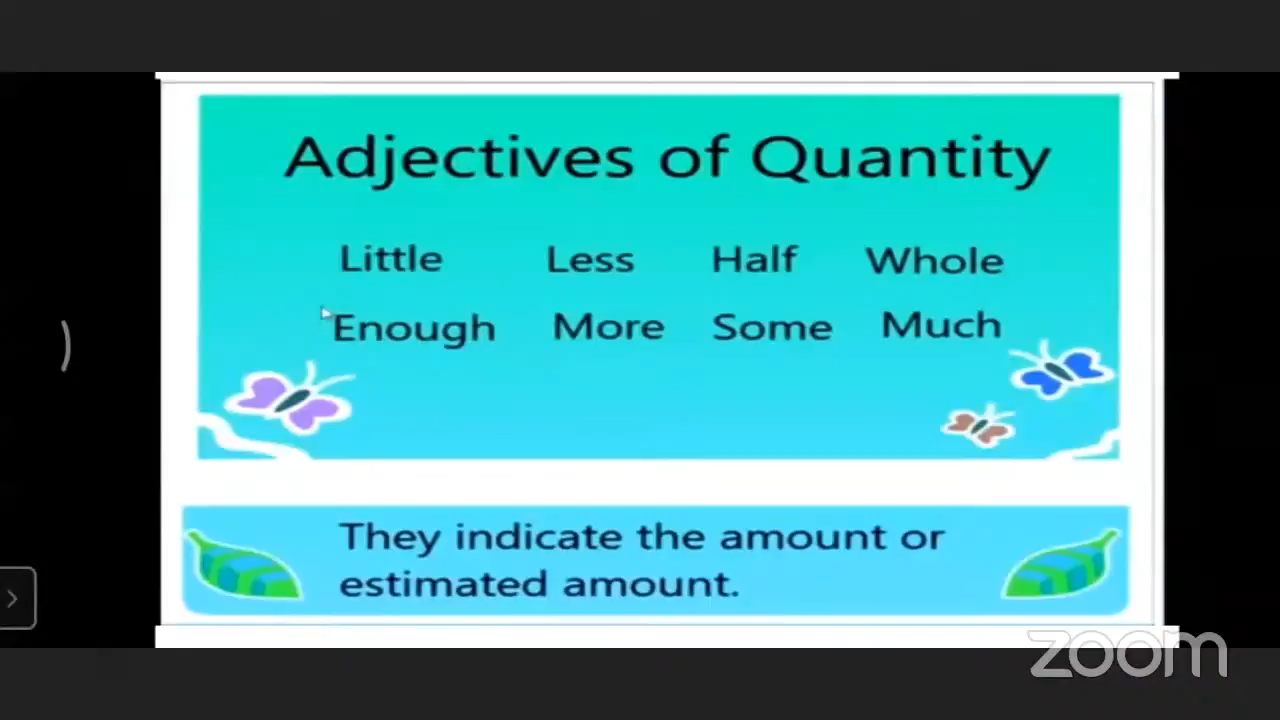 Adjectives of Quantity
Little Less Half Whole
Enough More Some Much
They indicate the amount or
estimated amount.
zoom